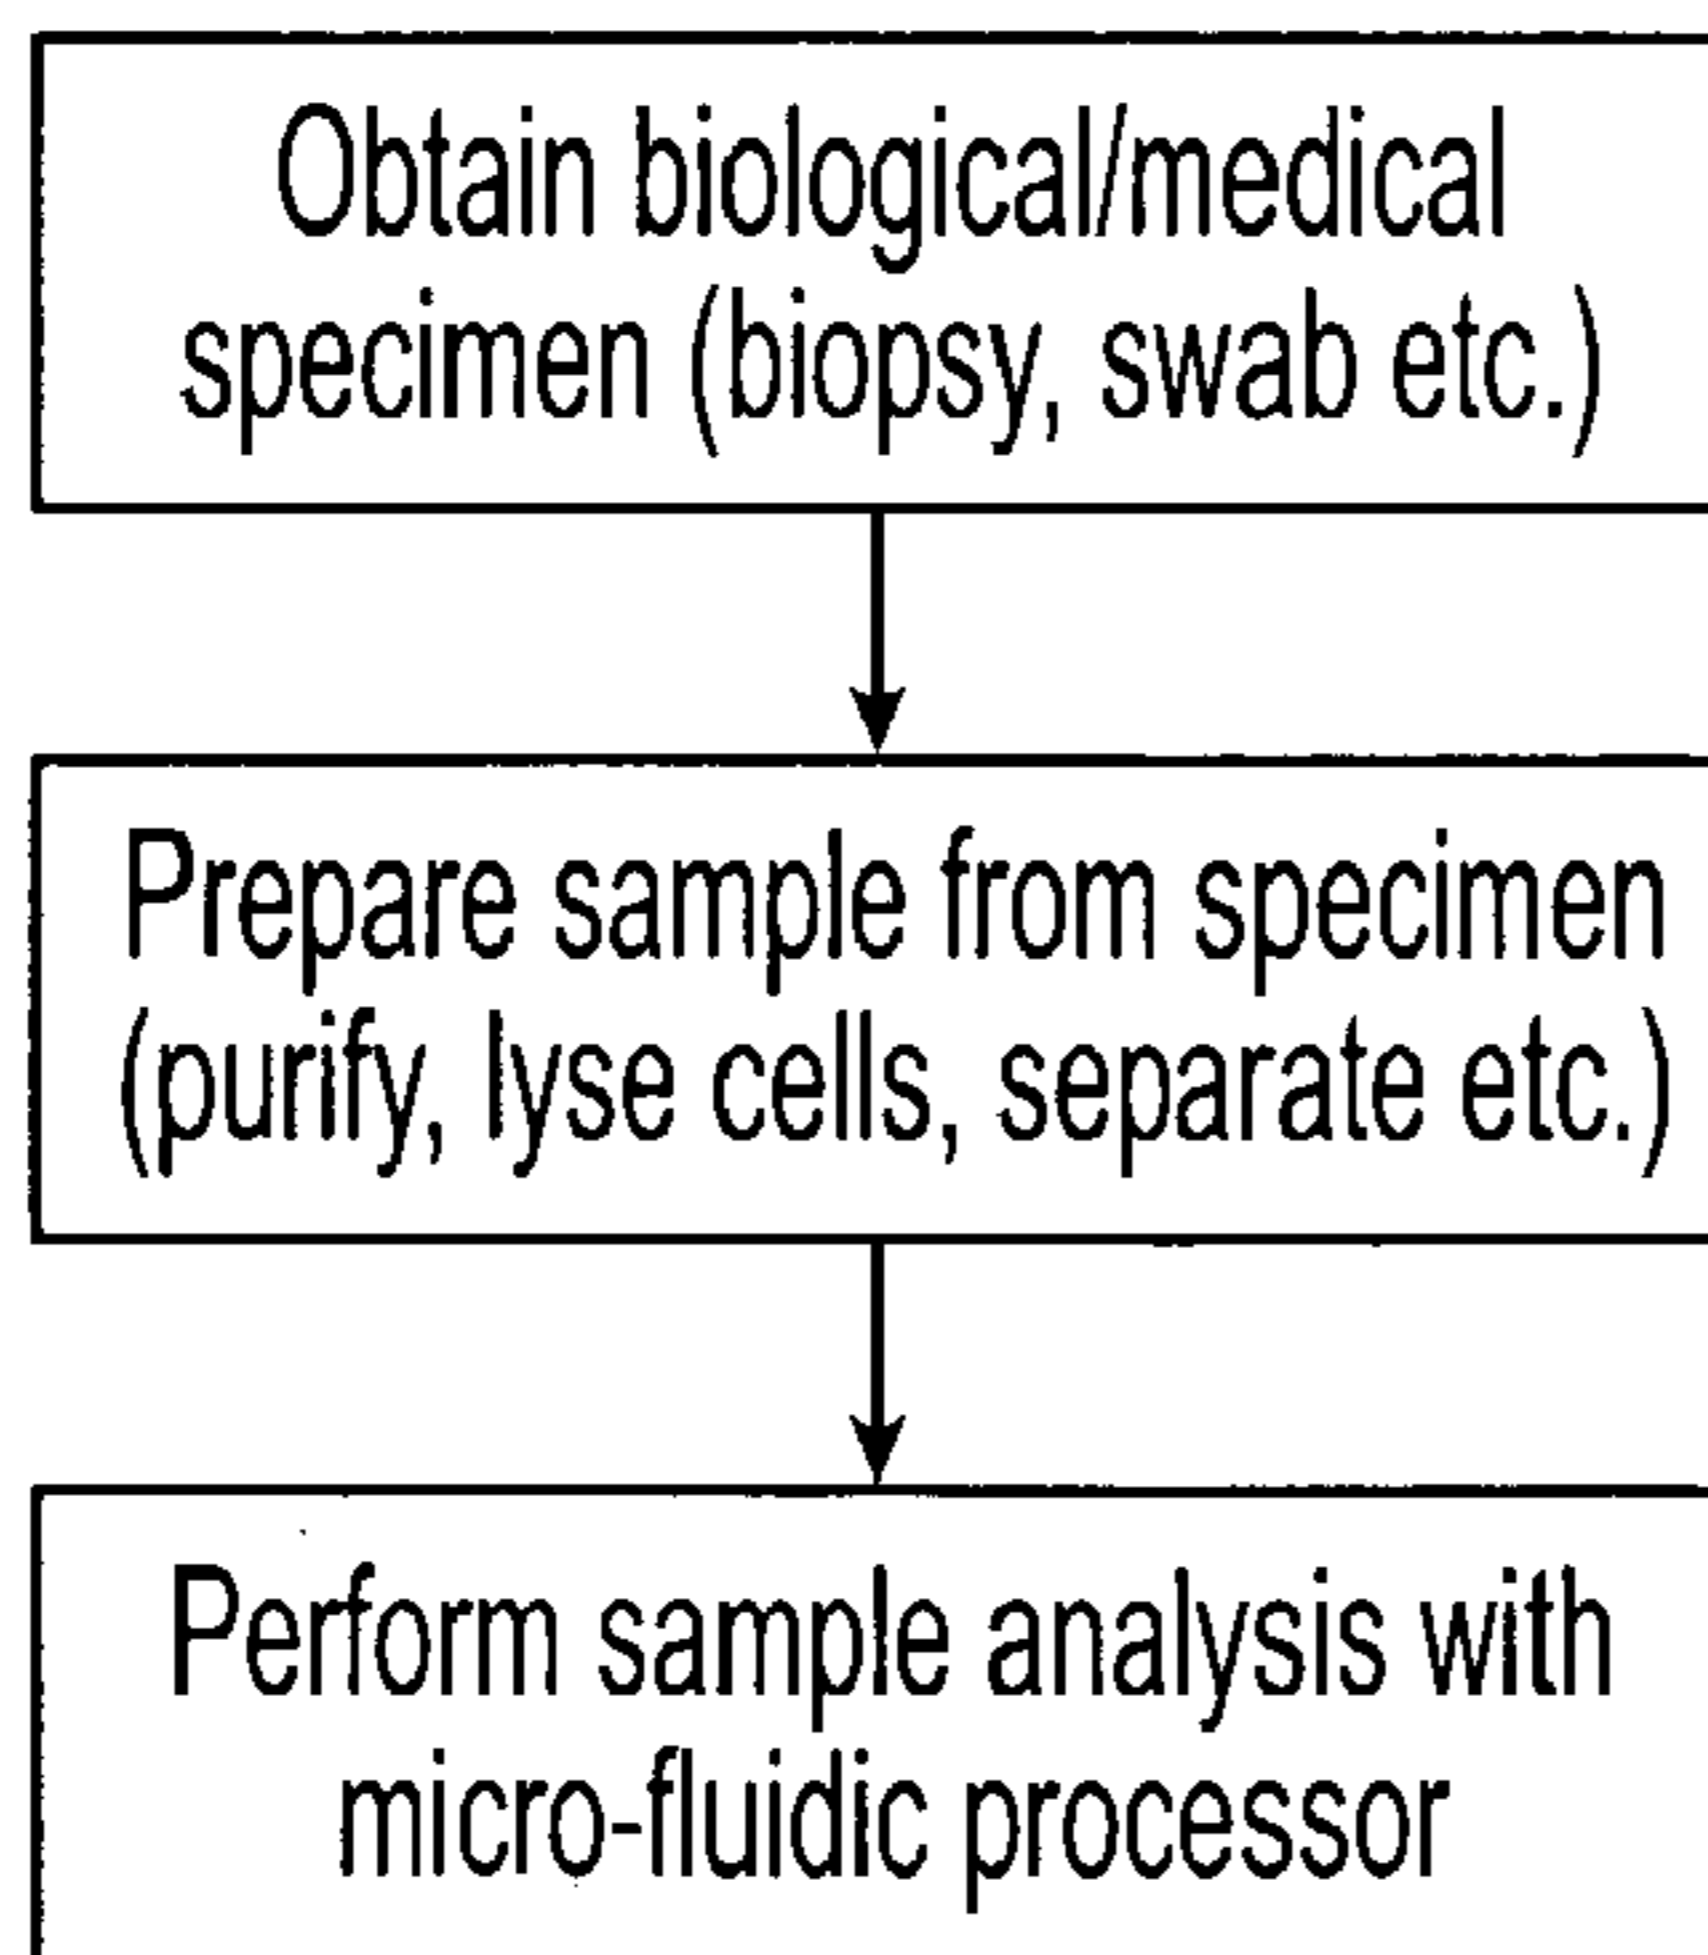 Obtain biological/medical
specimen (biopsy, swab etc.)
Prepare sample from specimen
(purify, lyse cells, separate etc.)
Perform sample analysis with
micro-fluidic processor